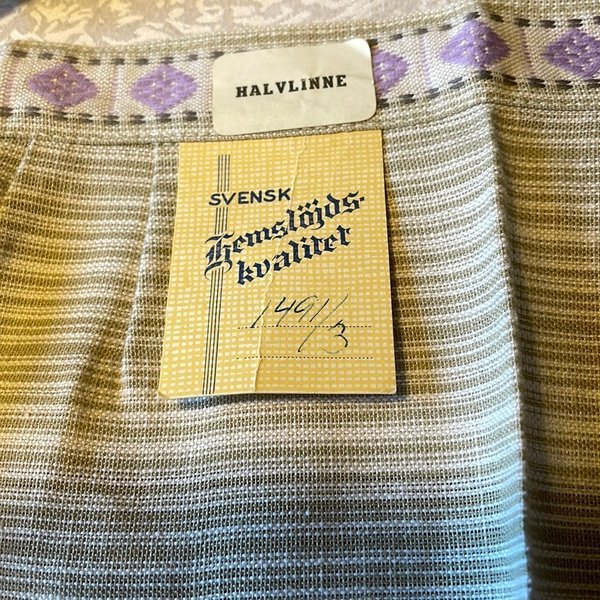 HALVLINNE
SVENSK
Hemslöjds-
kvalitet
1491/3